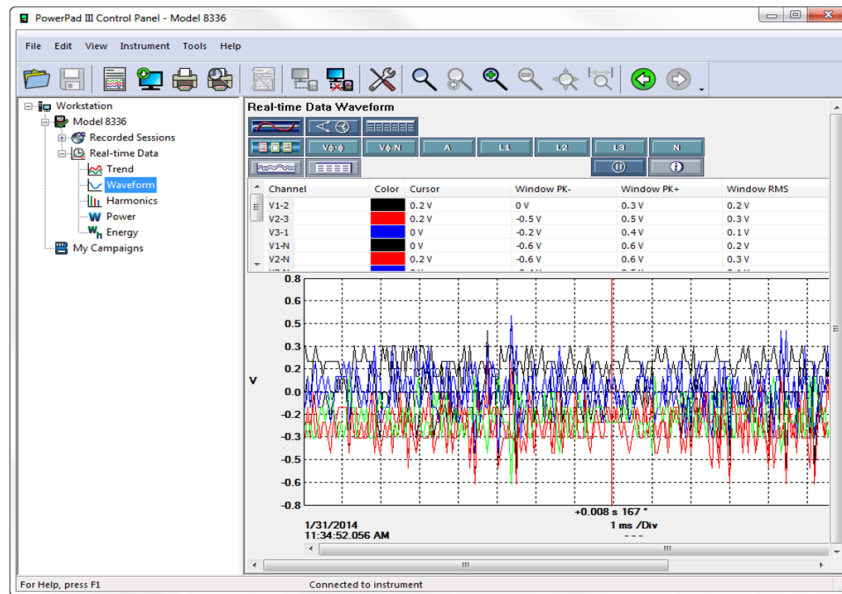 PowerPad III Control Panel - Model 8336
File Edit View Instrument Tools Help
Workstation
Model 8336
Recorded Sessions
Real-time Data
Trend
Waveform
Harmonics
W Power
Wh Energy
My Campaigns
Real-time Data Waveform
Vϕ-ϕ Vϕ-N A L1 L2 L3 N
Channel Color Cursor Window PK- Window PK+ Window RMS
V1-2 0.2 V 0 V 0.3 V 0.2 V
V2-3 0.2 V -0.5 V 0.5 V 0.3 V
V3-1 0 V -0.2 V 0.4 V 0.1 V
V1-N 0 V -0.6 V 0.6 V 0.2 V
V2-N 0.2 V -0.6 V 0.6 V 0.3 V
0.8
0.6
0.5
0.3
0.2
V
0.0
-0.2
-0.3
-0.5
-0.6
-0.8
+0.008 s 167 °
1/31/2014 1 ms /Div
11:34:52.056 AM ---
For Help, press F1 Connected to instrument